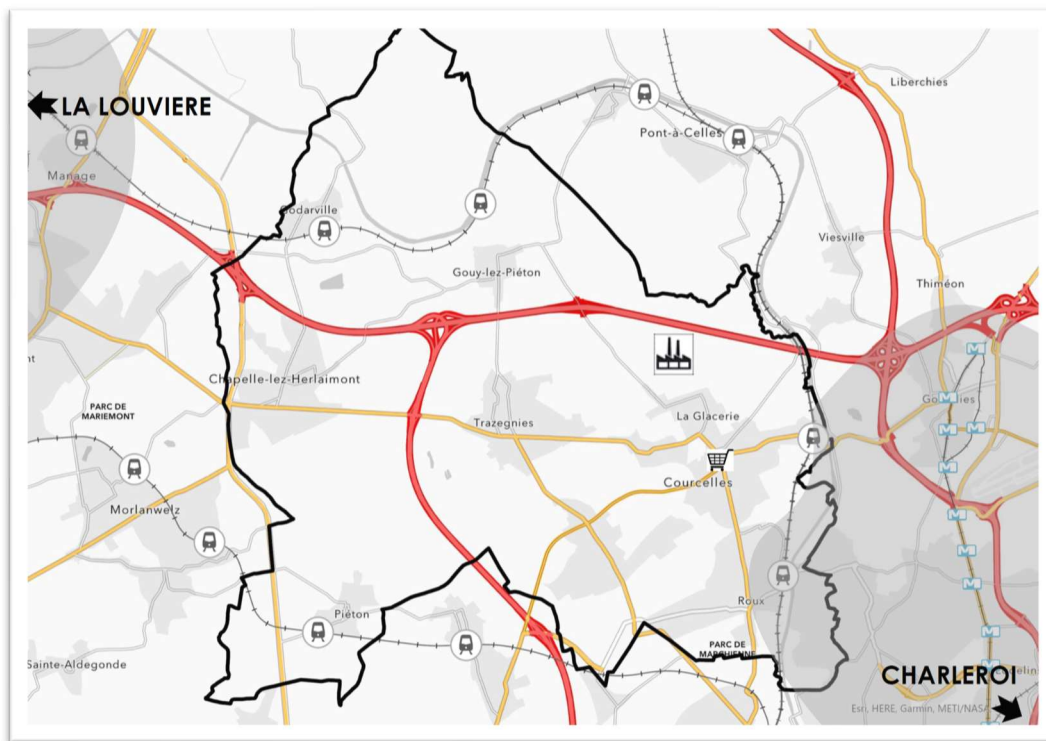 Liberchies
LA LOUVIERE
Pont-à-Celles
Manage
Godarville
Viesville
Gouy-lez-Piéton
Thiméon
Chapelle-lez-Herlaimont
PARC DE
MARIEMONT
La Glacerie
Trazegnies
Courcelles
Morlanwelz
Roux
Piéton
PARC DE
MARCHIENNE
Sainte-Aldegonde
CHARLEROI
Esri, HERE, Garmin, METI/NASA
M
M
M
M
M
M
M
M
M
M